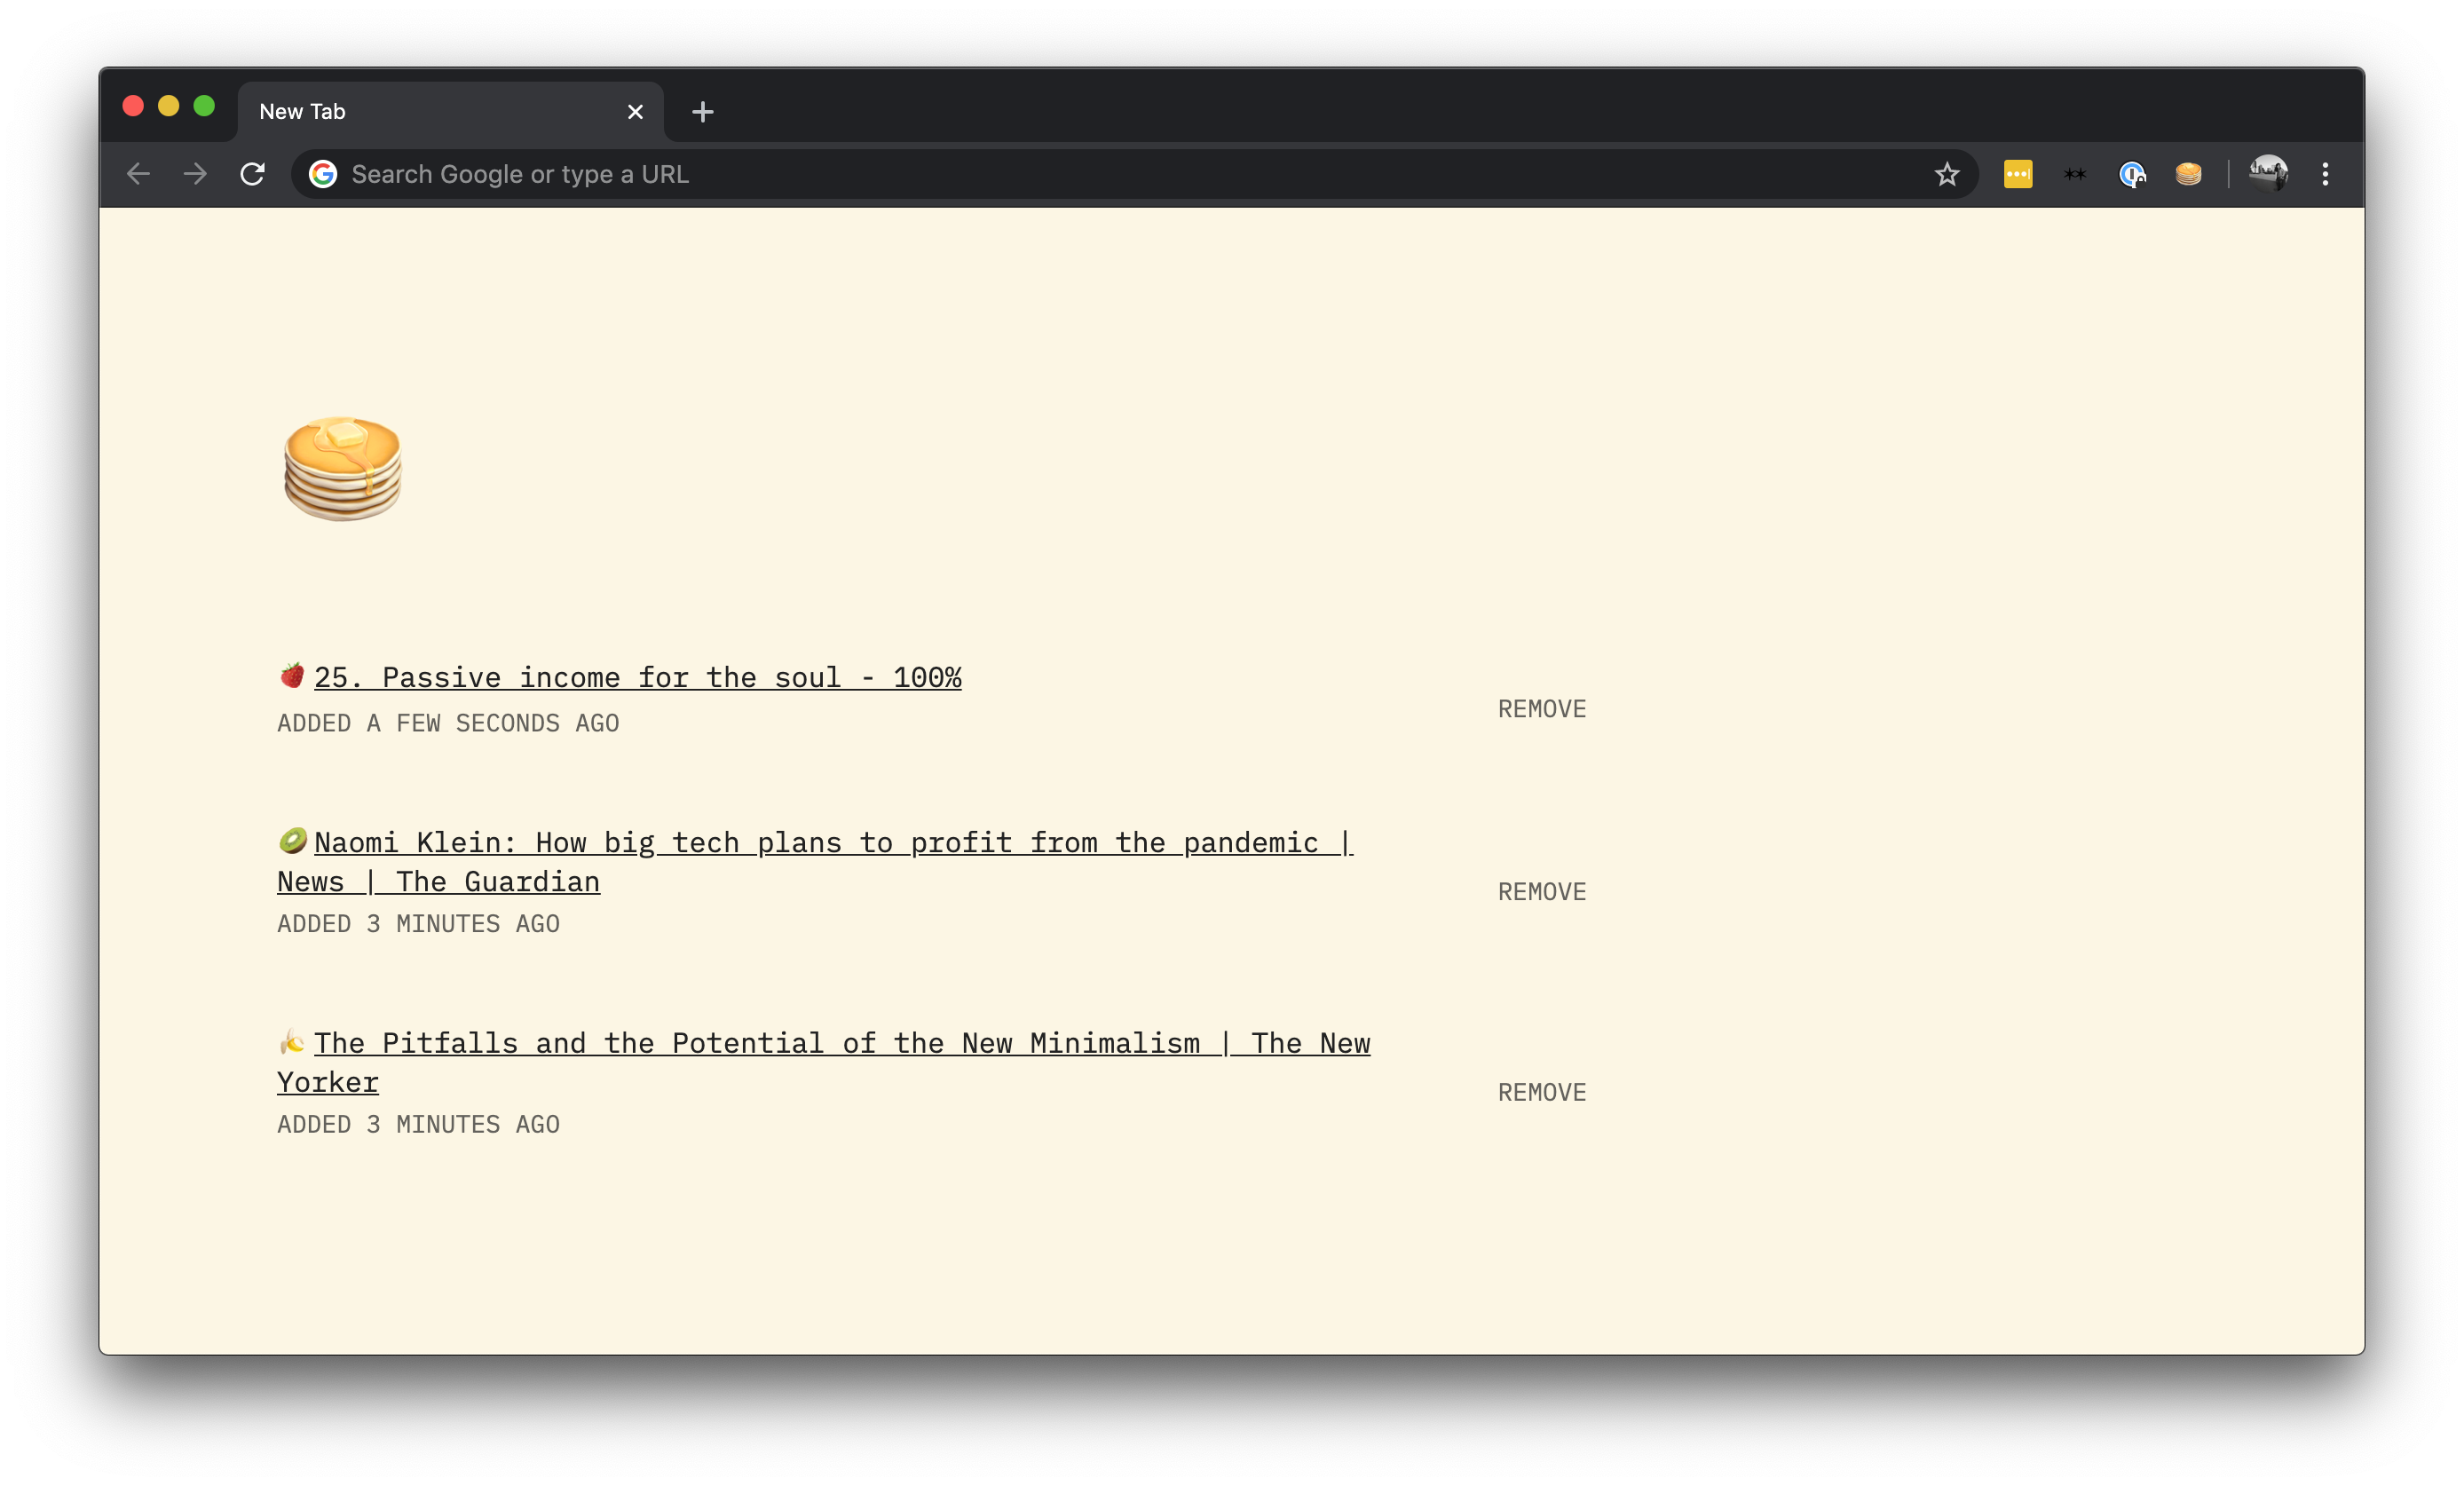 New Tab
Search Google or type a URL
25. Passive income for the soul - 100%
ADDED A FEW SECONDS AGO
REMOVE
Naomi Klein: How big tech plans to profit from the pandemic |
News | The Guardian
ADDED 3 MINUTES AGO
REMOVE
The Pitfalls and the Potential of the New Minimalism | The New
Yorker
ADDED 3 MINUTES AGO
REMOVE